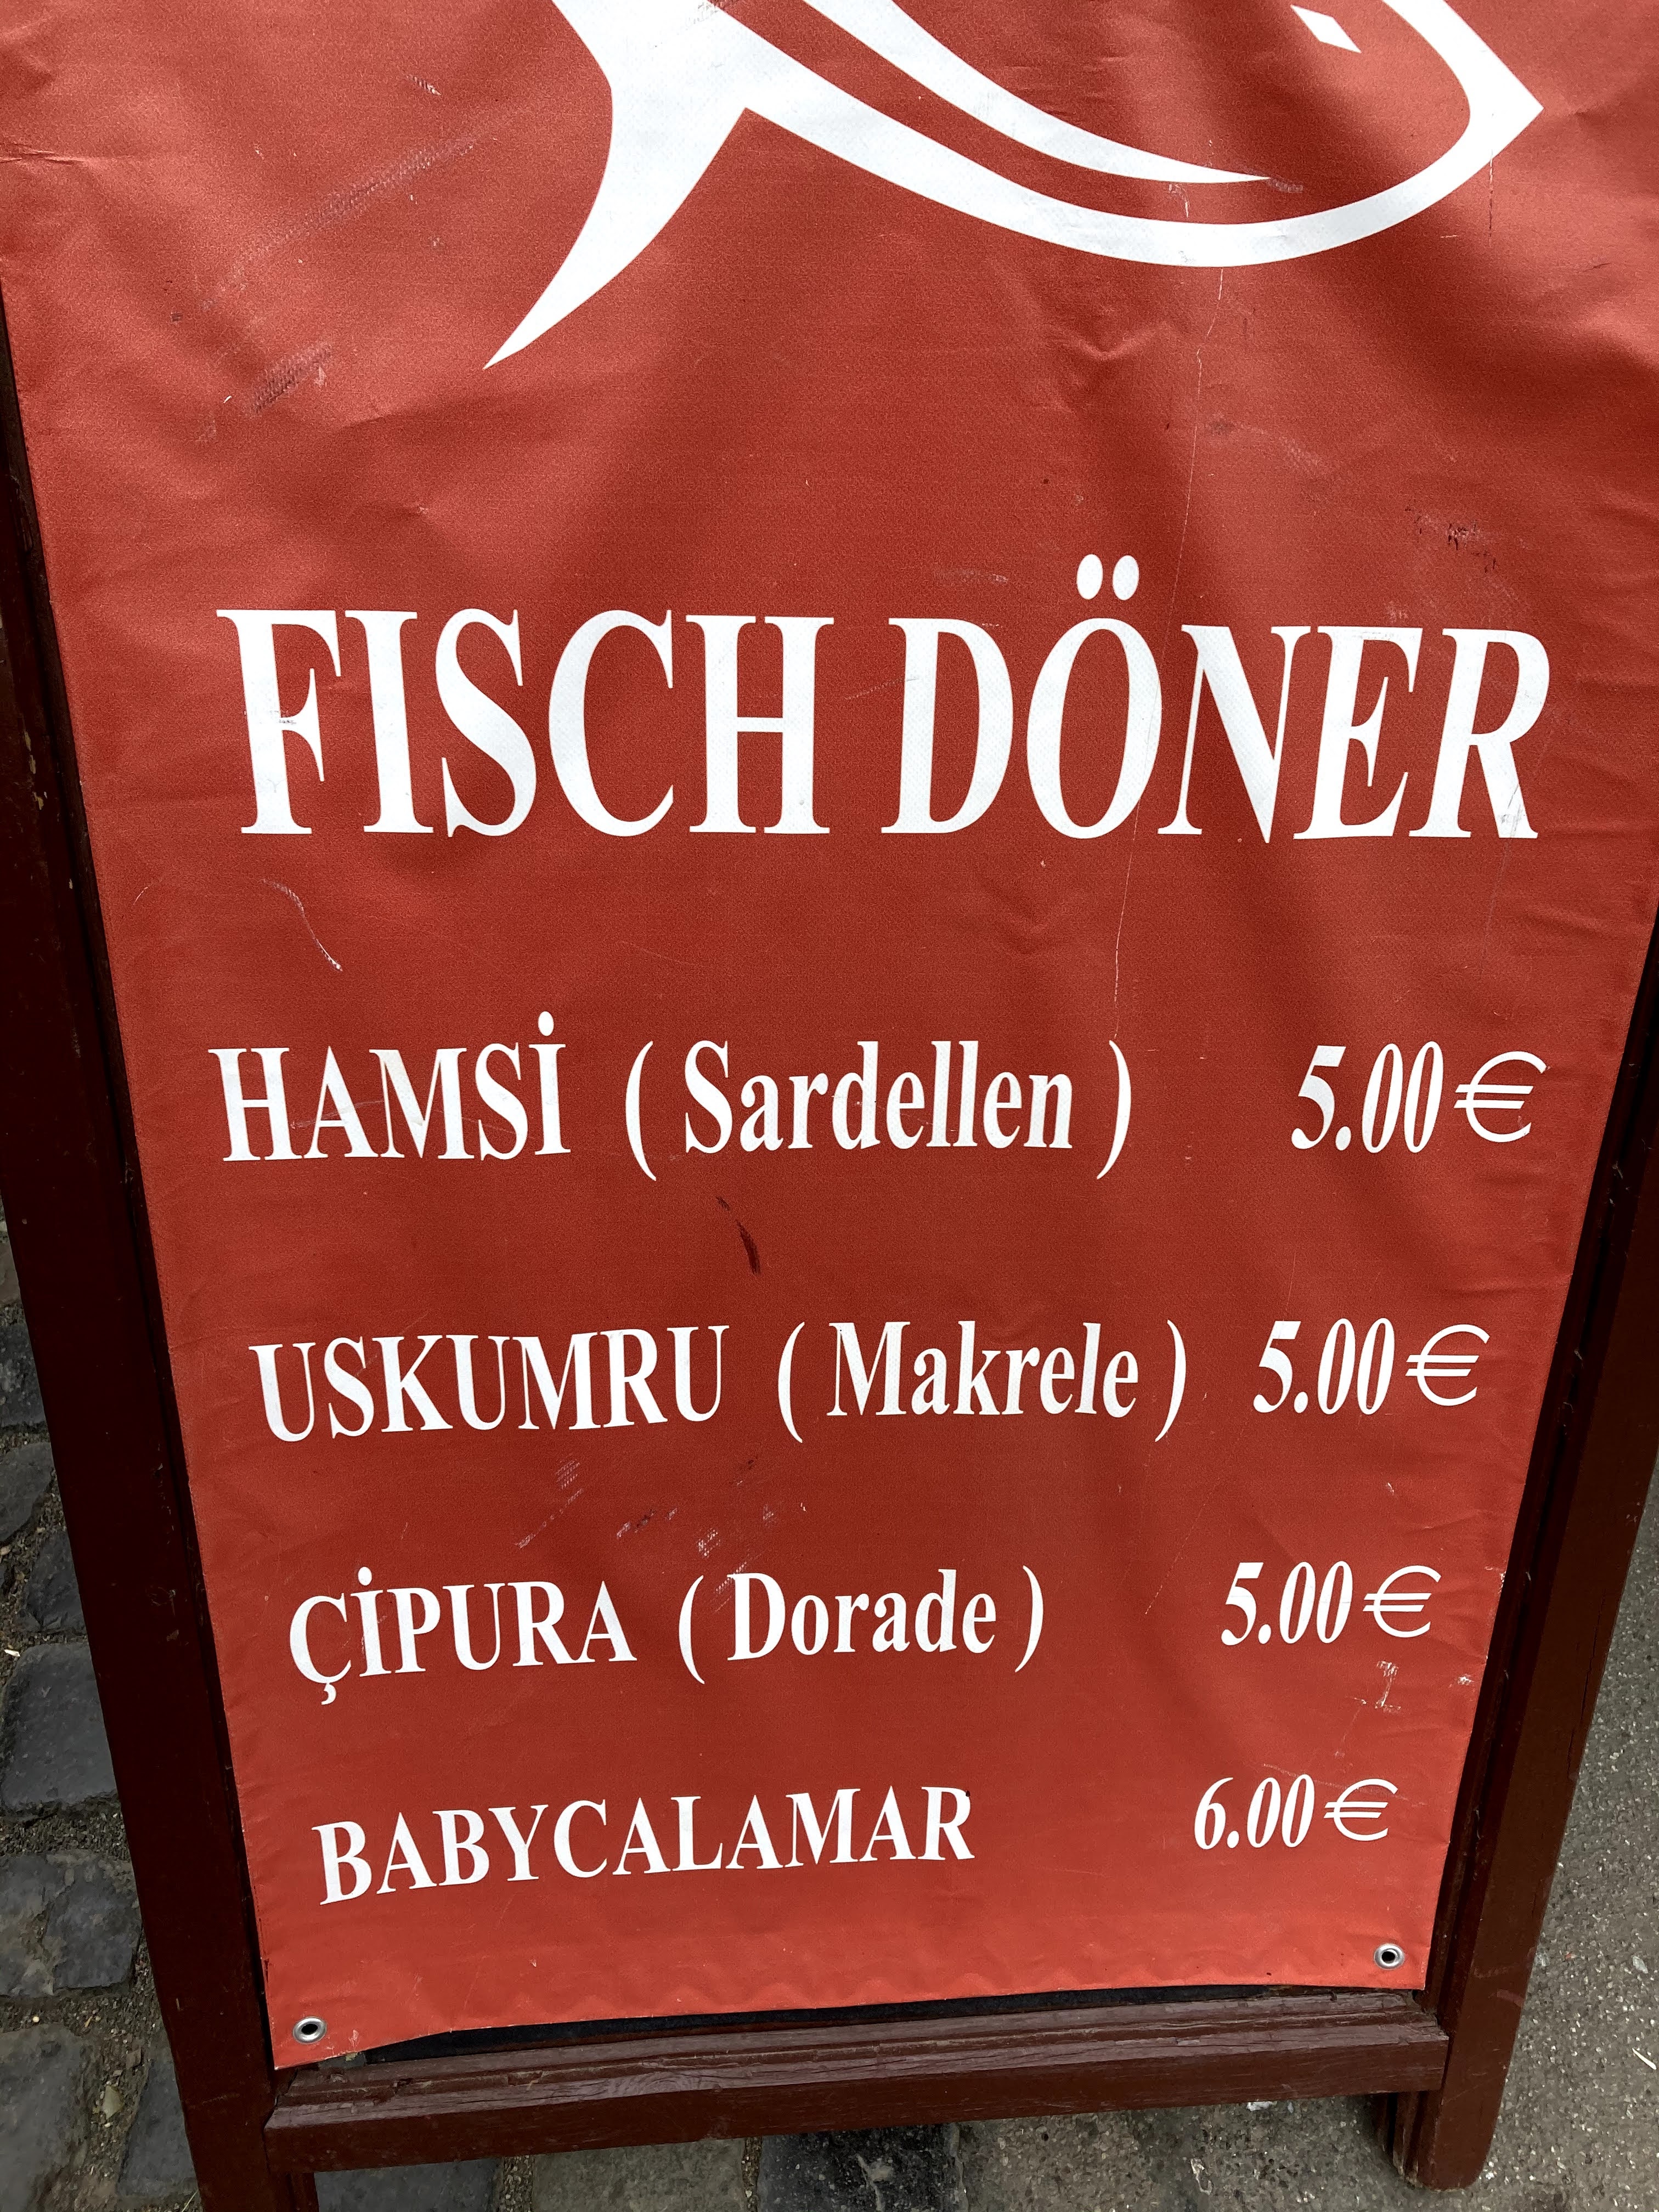 FISCH DÖNER
HAMSİ ( Sardellen ) 5.00 €
USKUMRU ( Makrele ) 5.00 €
ÇİPURA ( Dorade ) 5.00 €
BABYCALAMAR 6.00 €